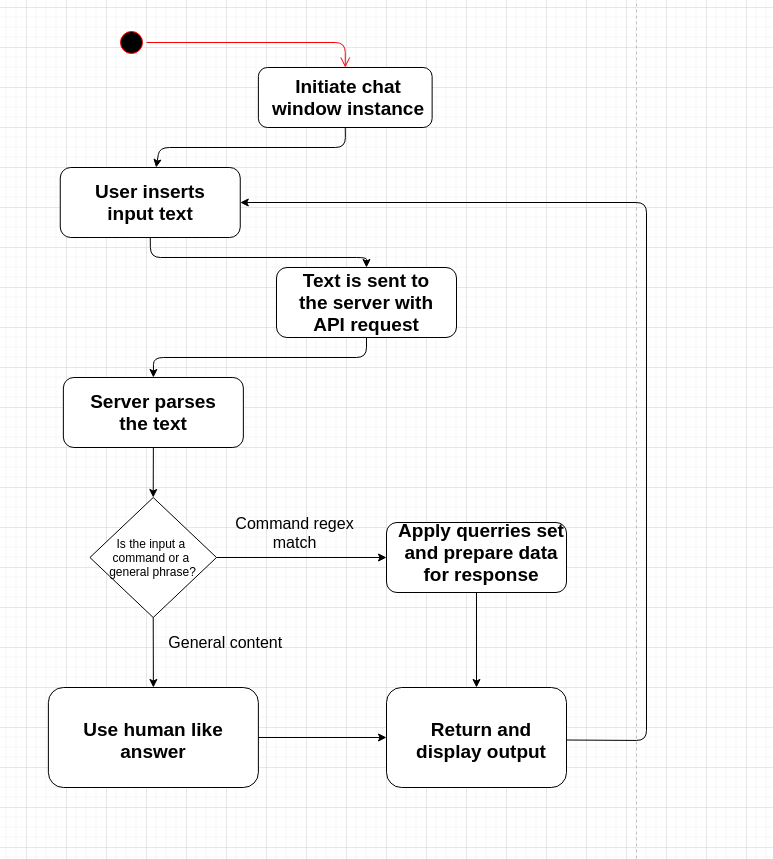 Initiate chat
window instance
User inserts
input text
Text is sent to
the server with
API request
Server parses
the text
Is the input a
command or a
general phrase?
Command regex
match
Apply querries set
and prepare data
for response
General content
Use human like
answer
Return and
display output